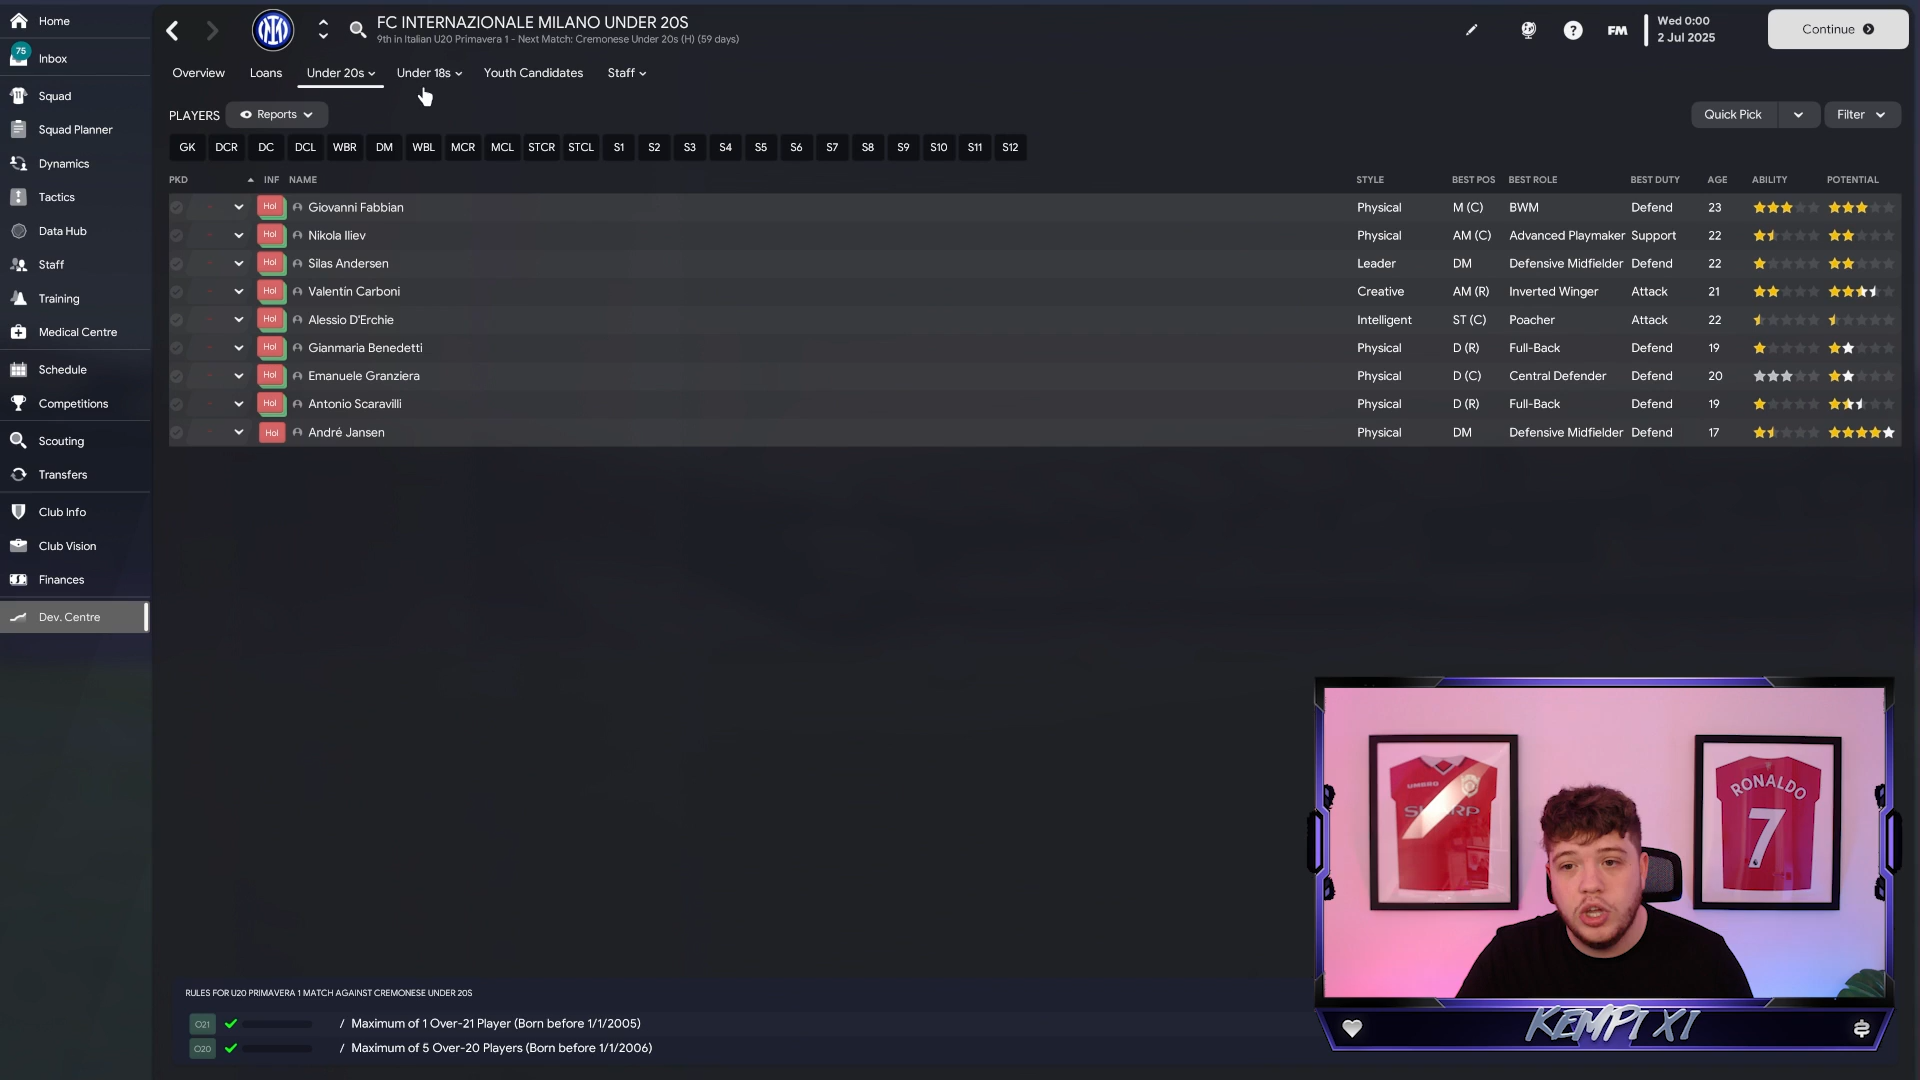 Home
75
Inbox
Squad
Squad Planner
Dynamics
Tactics
Data Hub
Staff
Training
Medical Centre
Schedule
Competitions
Scouting
Transfers
Club Info
Club Vision
Finances
Dev. Centre
FC INTERNAZIONALE MILANO UNDER 20S
9th in Italian U20 Primavera 1 - Next Match: Cremonese Under 20s (H) (59 days)
FM
Wed 0:00
2 Jul 2025
Continue
Overview Loans Under 20s Under 18s Youth Candidates Staff
PLAYERS Reports Quick Pick Filter
GK DCR DC DCL WBR DM WBL MCR MCL STCR STCL S1 S2 S3 S4 S5 S6 S7 S8 S9 S10 S11 S12
PKD INF NAME STYLE BEST POS BEST ROLE BEST DUTY AGE ABILITY POTENTIAL
Hol Giovanni Fabbian Physical M (C) BWM Defend 23
Hol Nikola Iliev Physical AM (C) Advanced Playmaker Support 22
Hol Silas Andersen Leader DM Defensive Midfielder Defend 22
Hol Valentín Carboni Creative AM (R) Inverted Winger Attack 21
Hol Alessio D'Erchie Intelligent ST (C) Poacher Attack 22
Hol Gianmaria Benedetti Physical D (R) Full-Back Defend 19
Hol Emanuele Granziera Physical D (C) Central Defender Defend 20
Hol Antonio Scaravilli Physical D (R) Full-Back Defend 19
Hol André Jansen Physical DM Defensive Midfielder Defend 17
UMBRO
SHARP
RONALDO
7
KEMPI XI
RULES FOR U20 PRIMAVERA 1 MATCH AGAINST CREMONESE UNDER 20S
O21 / Maximum of 1 Over-21 Player (Born before 1/1/2005)
O20 / Maximum of 5 Over-20 Players (Born before 1/1/2006)